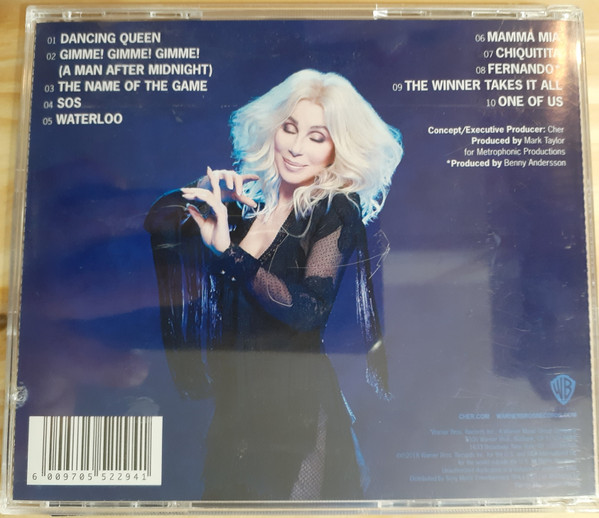 01 DANCING QUEEN
02 GIMME! GIMME! GIMME!
(A MAN AFTER MIDNIGHT)
03 THE NAME OF THE GAME
04 SOS
05 WATERLOO
06 MAMMA MIA
07 CHIQUITITA
08 FERNANDO*
09 THE WINNER TAKES IT ALL
10 ONE OF US
Concept/Executive Producer: Cher
Produced by Mark Taylor
for Metrophonic Productions
*Produced by Benny Andersson
WB
CHER.COM
6 009705 522941